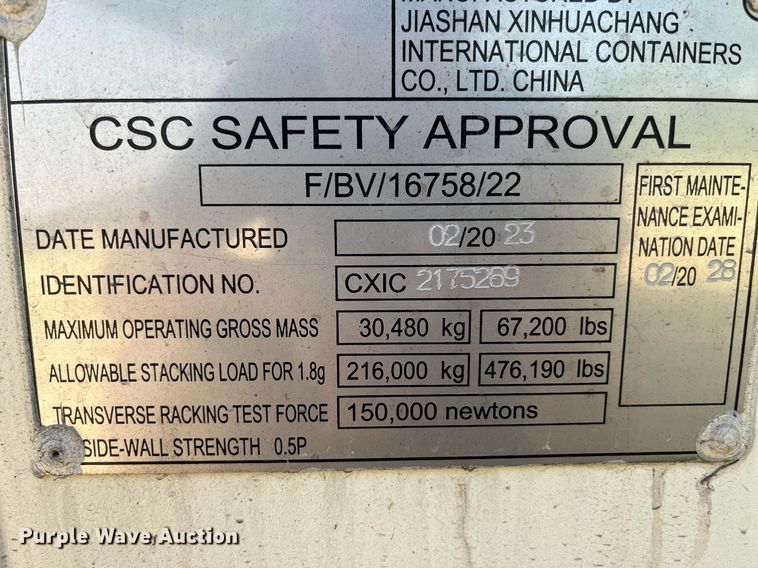 MANUFACTURED BY
JIASHAN XINHUACHANG
INTERNATIONAL CONTAINERS
CO., LTD. CHINA
CSC SAFETY APPROVAL
F/BV/16758/22
DATE MANUFACTURED 02/20 23
IDENTIFICATION NO. CXIC 2175269
MAXIMUM OPERATING GROSS MASS 30,480 kg 67,200 lbs
ALLOWABLE STACKING LOAD FOR 1.8g 216,000 kg 476,190 lbs
TRANSVERSE RACKING TEST FORCE 150,000 newtons
SIDE-WALL STRENGTH 0.5P
FIRST MAINTE-
NANCE EXAMI-
NATION DATE
02/20 28
Purple Wave Auction